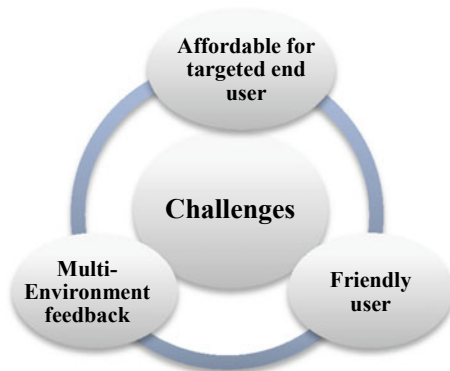 Affordable for
targeted end
user
Challenges
Multi-
Environment
feedback
Friendly
user